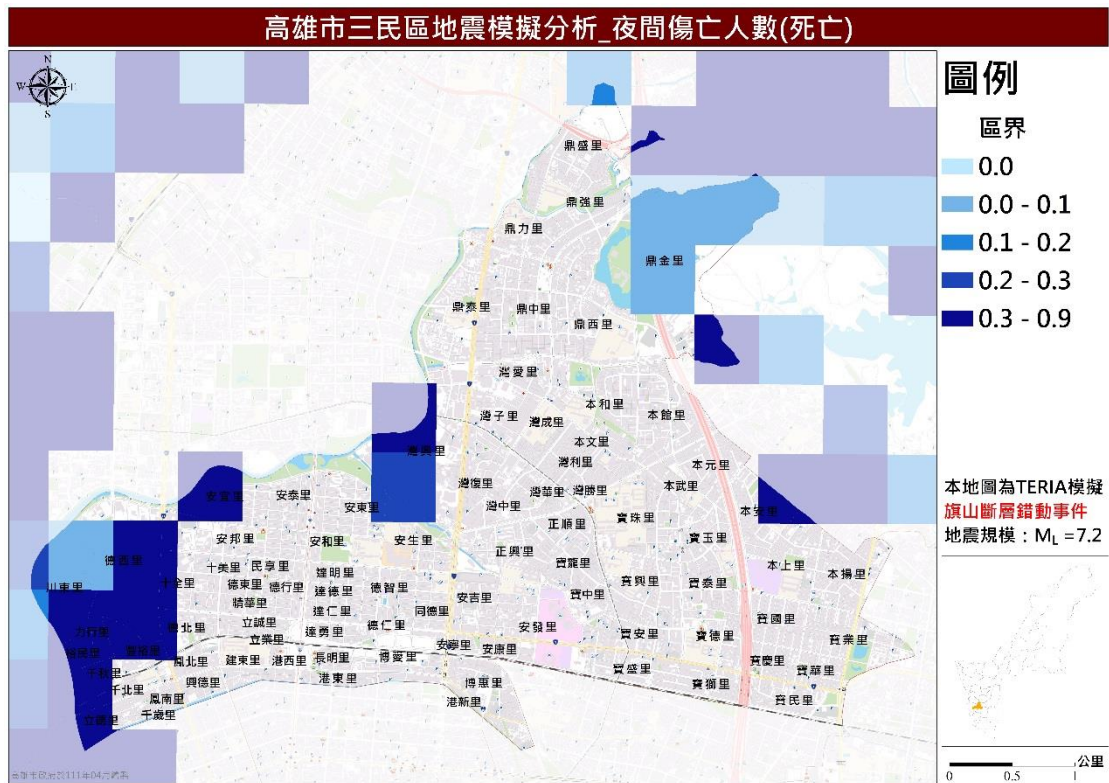 高雄市三民區地震模擬分析_夜間傷亡人數(死亡)
N
W
E
S
圖例
區界
0.0
0.0 - 0.1
0.1 - 0.2
0.2 - 0.3
0.3 - 0.9
鼎盛里
鼎強里
鼎力里
鼎金里
鼎泰里
鼎中里
鼎西里
灣愛里
灣子里
灣成里
本和里
本館里
本文里
灣興里
灣利里
本元里
灣復里
灣華里
灣勝里
本武里
安宜里
安泰里
安東里
灣中里
本安里
正順里
寶珠里
安邦里
安和里
安生里
正興里
寶玉里
德西里
十美里
民享里
達明里
寶龍里
本上里
本揚里
川東里
十全里
德東里
德行里
達德里
德智里
安吉里
寶中里
寶興里
寶泰里
精華里
達仁里
同德里
寶國里
力行里
德北里
立誠里
達勇里
德仁里
安發里
寶安里
寶德里
寶業里
立業里
安寧里
安康里
千秋里
鳳北里
建東里
港西里
長明里
博愛里
寶盛里
寶慶里
寶華里
千北里
興德里
港東里
博惠里
寶獅里
鳳南里
港新里
寶民里
千歲里
本地圖為TERIA模擬
旗山斷層錯動事件
地震規模：ML =7.2
公里
0 0.5 1